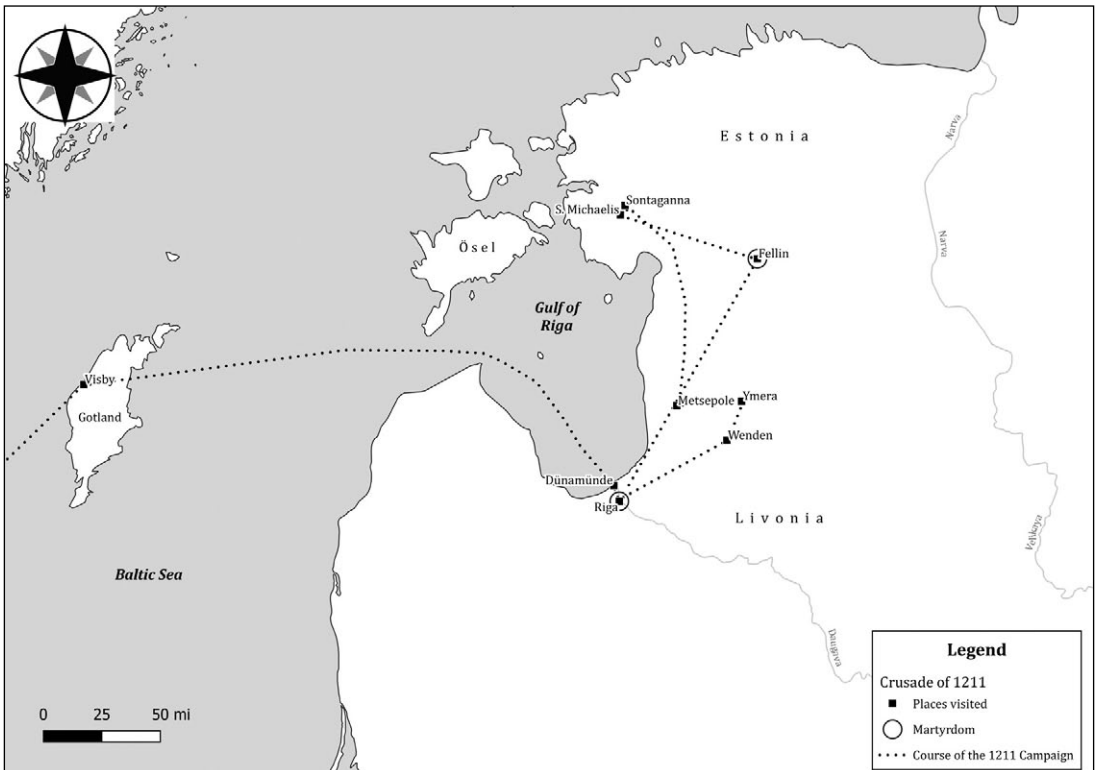 Estonia
Narva
Sontaganna
S. Michaelis
Ösel
Fellin
Narva
Gulf of
Riga
Visby
Gotland
Metsepole
Ymera
Wenden
Dünamünde
Riga
Livonia
Velikaya
Baltic Sea
Daugava
Legend
Crusade of 1211
Places visited
Martyrdom
Course of the 1211 Campaign
0 25 50 mi